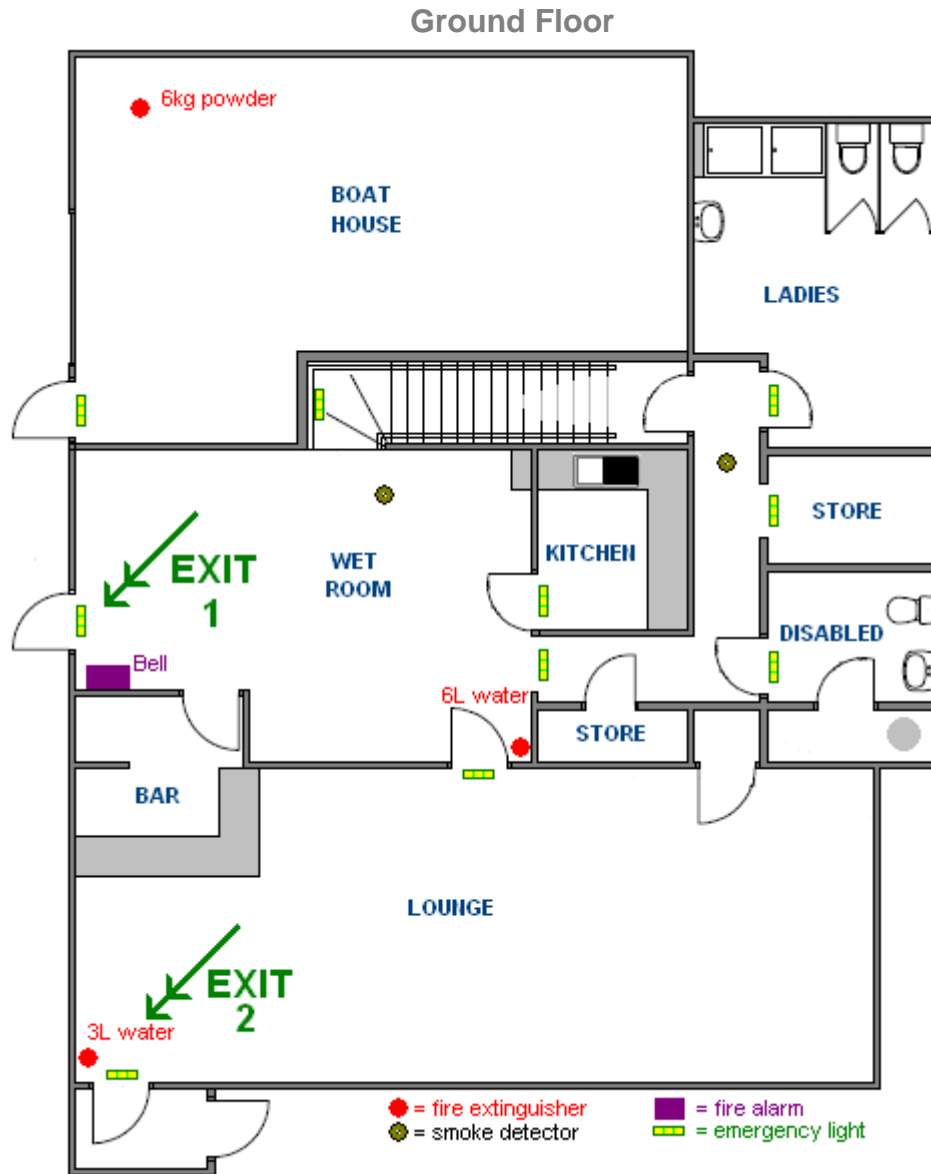 Ground Floor
6kg powder
BOAT
HOUSE
LADIES
STORE
KITCHEN
WET
ROOM
EXIT
1
DISABLED
Bell
6L water
STORE
BAR
LOUNGE
EXIT
2
3L water
= fire extinguisher
= fire alarm
= smoke detector
= emergency light